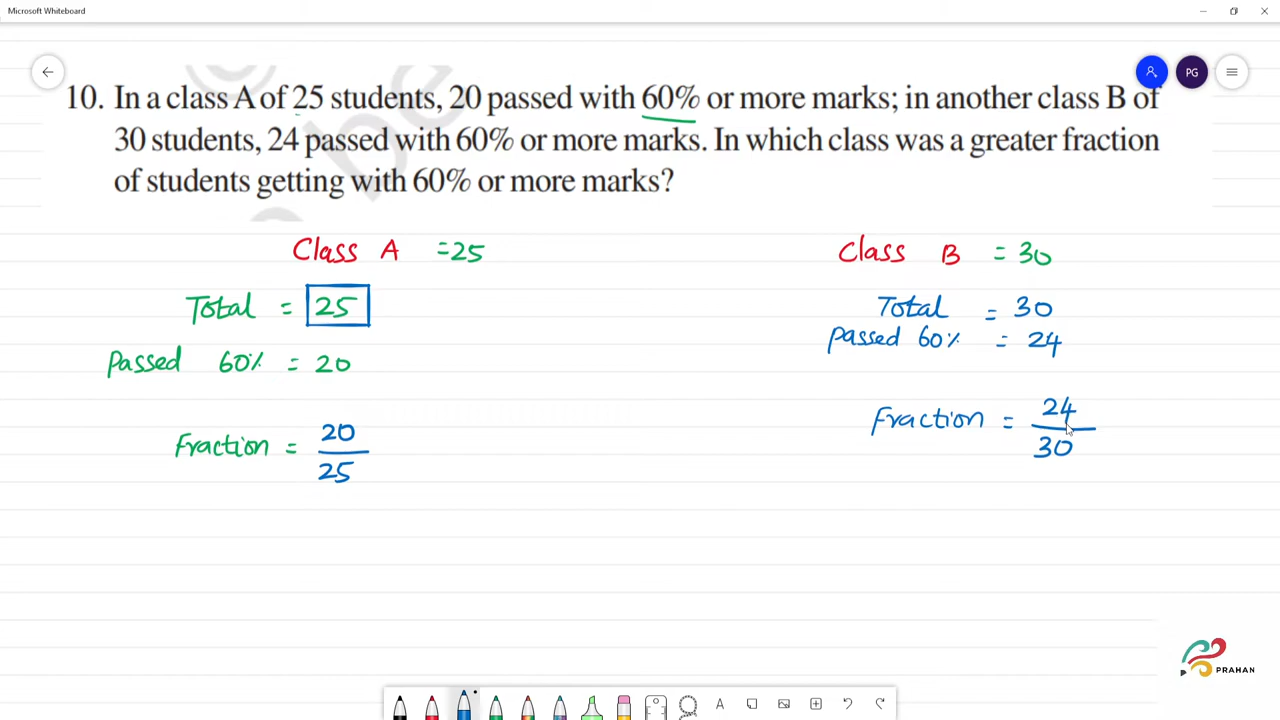 Microsoft Whiteboard
PG
10. In a class A of 25 students, 20 passed with 60% or more marks; in another class B of
30 students, 24 passed with 60% or more marks. In which class was a greater fraction
of students getting with 60% or more marks?
Class A = 25
Total = 25
Passed 60% = 20
Fraction = 20/25
Class B = 30
Total = 30
Passed 60% = 24
Fraction = 24/30
PRAHAN